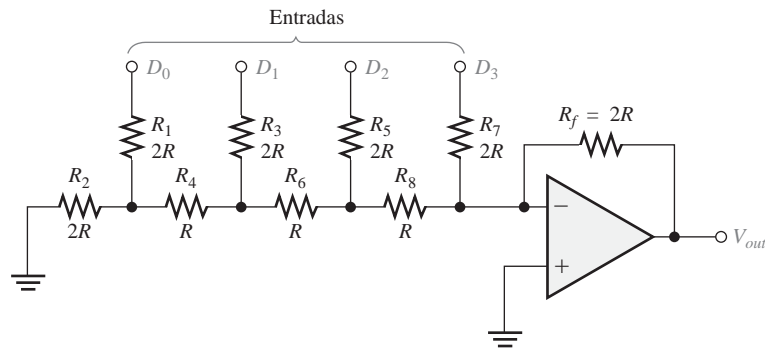 Entradas
D0 D1 D2 D3
R1 R3 R5 R7 Rf = 2R
2R 2R 2R 2R
R2 R4 R6 R8
2R R R R
−
+
Vout